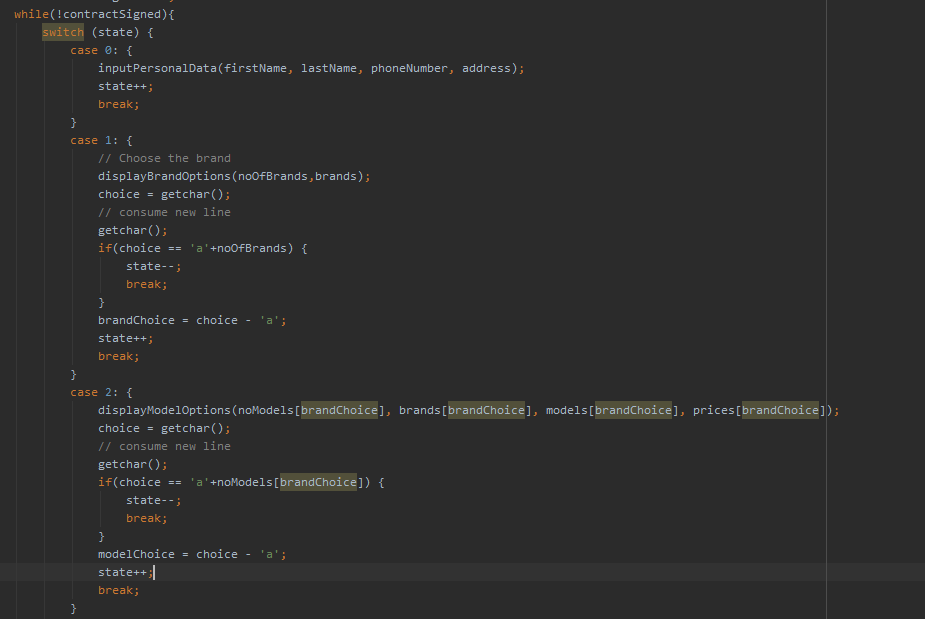 while(!contractSigned){
switch (state) {
case 0: {
inputPersonalData(firstName, lastName, phoneNumber, address);
state++;
break;
}
case 1: {
// Choose the brand
displayBrandOptions(noOfBrands,brands);
choice = getchar();
// consume new line
getchar();
if(choice == 'a'+noOfBrands) {
state--;
break;
}
brandChoice = choice - 'a';
state++;
break;
}
case 2: {
displayModelOptions(noModels[brandChoice], brands[brandChoice], models[brandChoice], prices[brandChoice]);
choice = getchar();
// consume new line
getchar();
if(choice == 'a'+noModels[brandChoice]) {
state--;
break;
}
modelChoice = choice - 'a';
state++;
break;
}